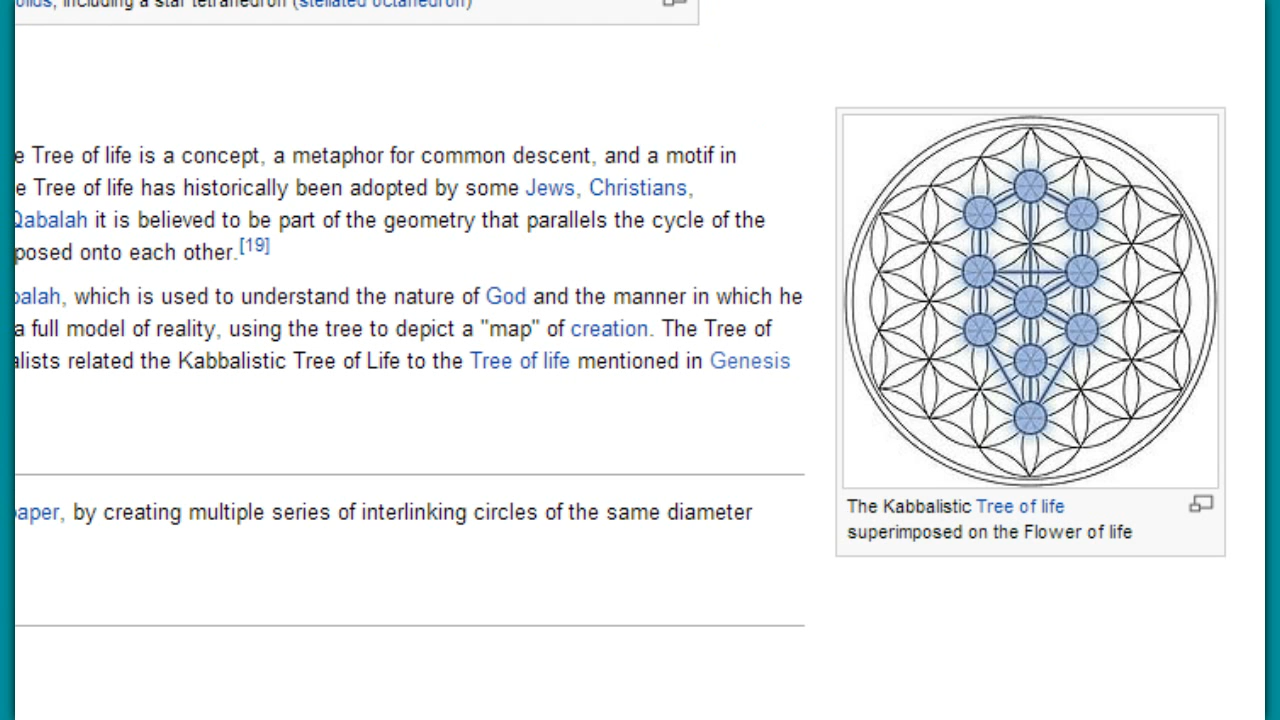 including a star tetrahedron (stellated octahedron)
e Tree of life is a concept, a metaphor for common descent, and a motif in
e Tree of life has historically been adopted by some Jews, Christians,
Qabalah it is believed to be part of the geometry that parallels the cycle of the
posed onto each other.[19]
balah, which is used to understand the nature of God and the manner in which he
a full model of reality, using the tree to depict a "map" of creation. The Tree of
alists related the Kabbalistic Tree of Life to the Tree of life mentioned in Genesis
paper, by creating multiple series of interlinking circles of the same diameter
The Kabbalistic Tree of life
superimposed on the Flower of life